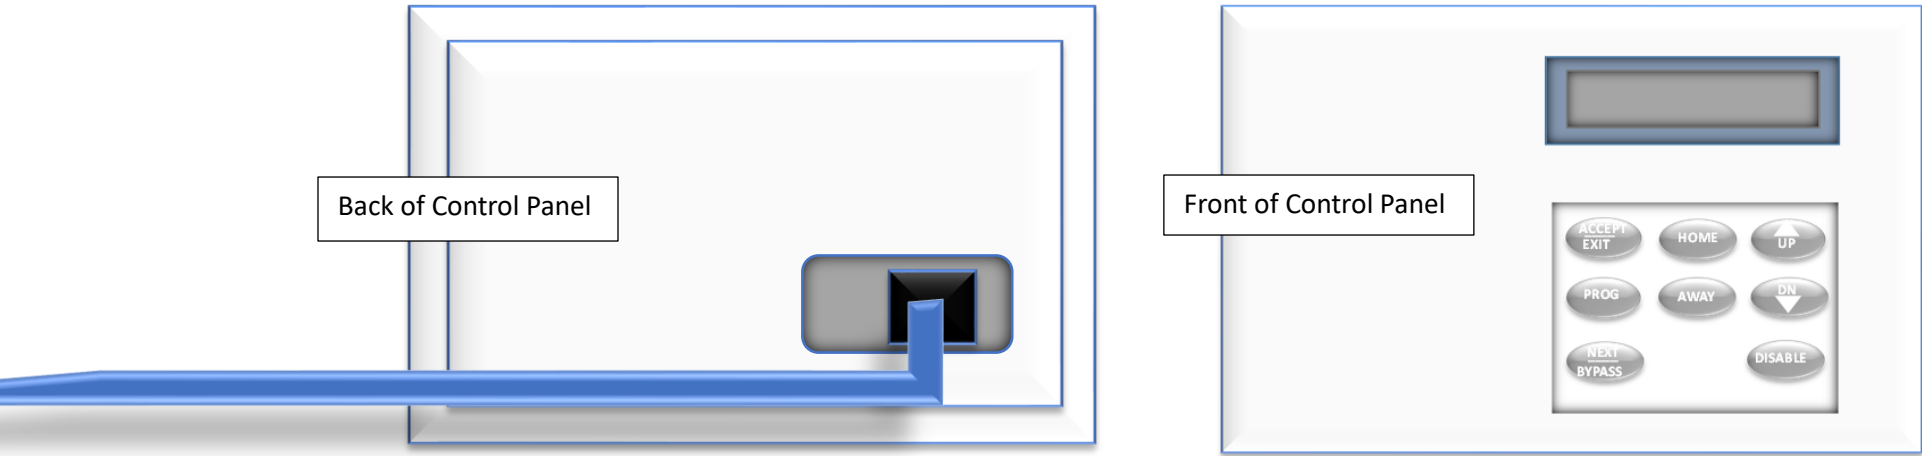 Back of Control Panel
Front of Control Panel
ACCEPT
EXIT
HOME
UP
PROG
AWAY
DN
NEXT
BYPASS
DISABLE